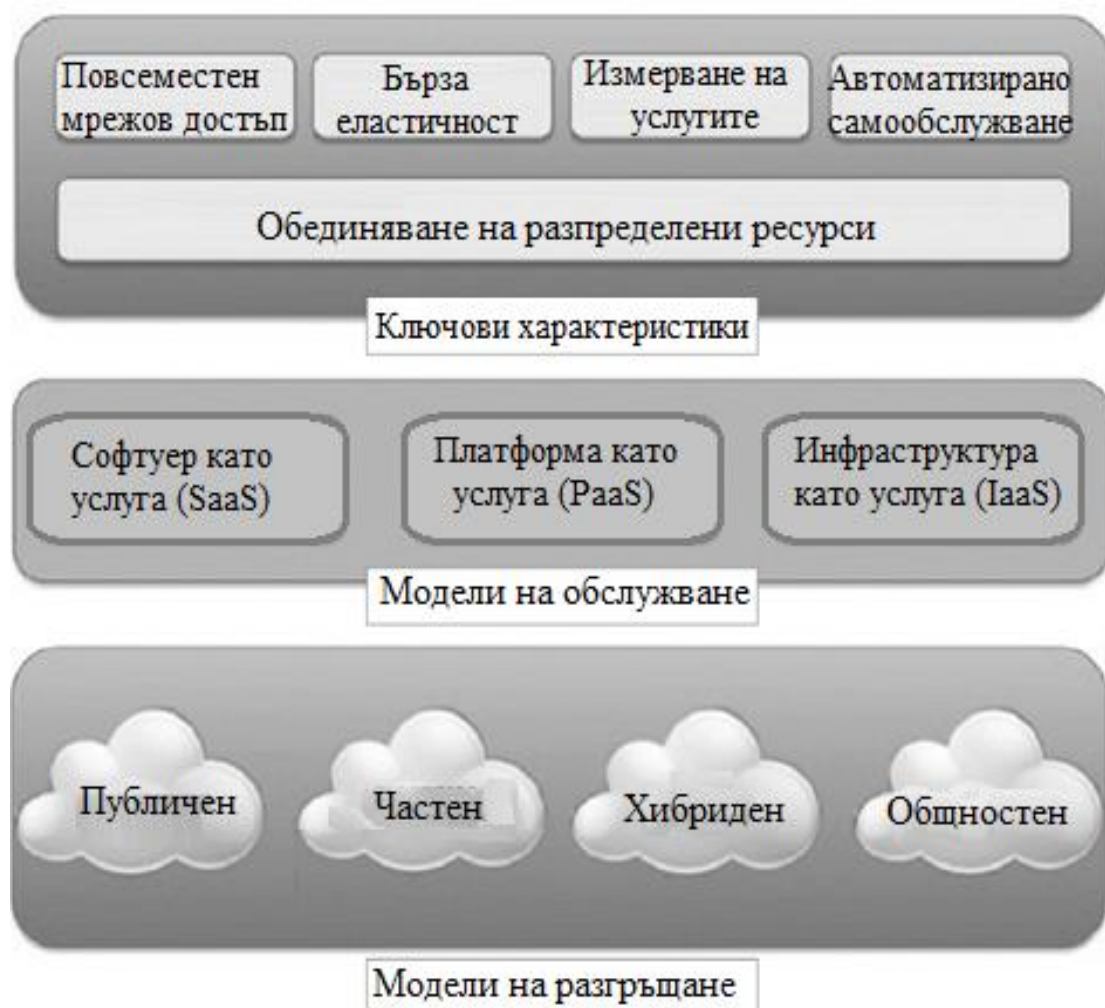 Повсеместен
мрежов достъп
Бърза
еластичност
Измерване на
услугите
Автоматизирано
самообслужване
Обединяване на разпределени ресурси
Ключови характеристики
Софтуер като
услуга (SaaS)
Платформа като
услуга (PaaS)
Инфраструктура
като услуга (IaaS)
Модели на обслужване
Публичен
Частен
Хибриден
Общностен
Модели на разгръщане